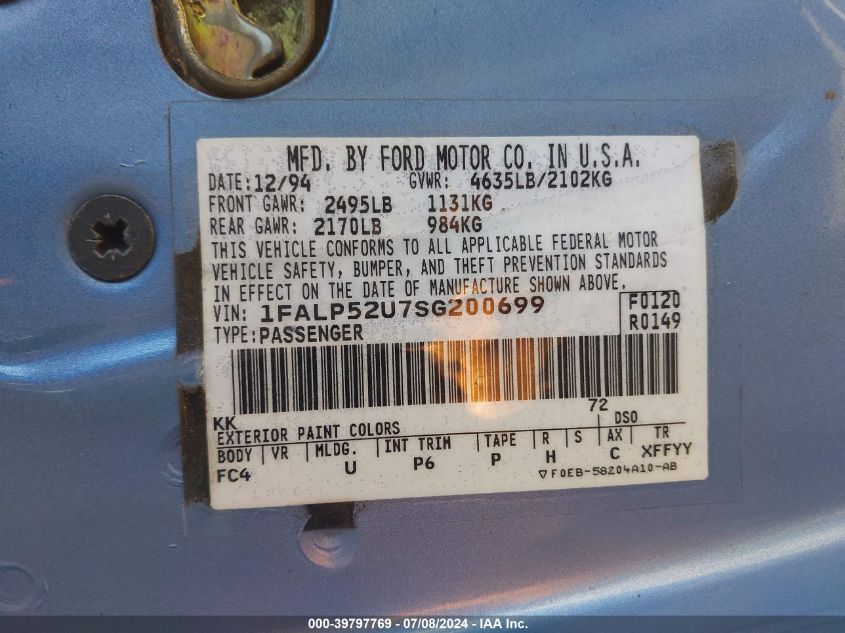 MFD. BY FORD MOTOR CO. IN U.S.A.
DATE: 12/94 GVWR: 4635LB/2102KG
FRONT GAWR: 2495LB 1131KG
REAR GAWR: 2170LB 984KG
THIS VEHICLE CONFORMS TO ALL APPLICABLE FEDERAL MOTOR
VEHICLE SAFETY, BUMPER, AND THEFT PREVENTION STANDARDS
IN EFFECT ON THE DATE OF MANUFACTURE SHOWN ABOVE.
VIN: 1FALP52U7SG200699 F0120
TYPE: PASSENGER R0149
KK 72
EXTERIOR PAINT COLORS DSO
BODY VR MLDG. INT TRIM TAPE R S AX TR
FC4 U P6 P H C XFFYY
▽F0EB-58204A10-AB
000-39797769 - 07/08/2024 - IAA Inc.